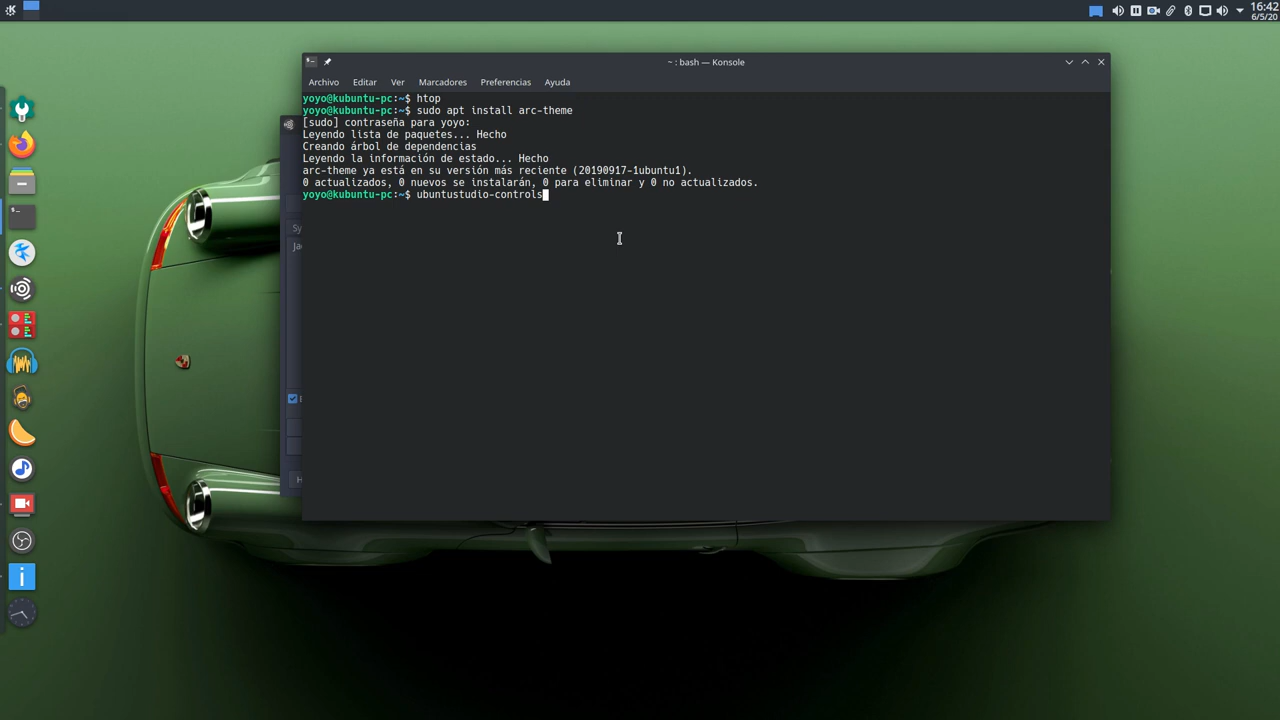 16:42
6/5/20
~ : bash — Konsole
Archivo Editar Ver Marcadores Preferencias Ayuda
yoyo@kubuntu-pc:~$ htop
yoyo@kubuntu-pc:~$ sudo apt install arc-theme
[sudo] contraseña para yoyo:
Leyendo lista de paquetes... Hecho
Creando árbol de dependencias
Leyendo la información de estado... Hecho
arc-theme ya está en su versión más reciente (20190917-1ubuntu1).
0 actualizados, 0 nuevos se instalarán, 0 para eliminar y 0 no actualizados.
yoyo@kubuntu-pc:~$ ubuntustudio-controls
Sy